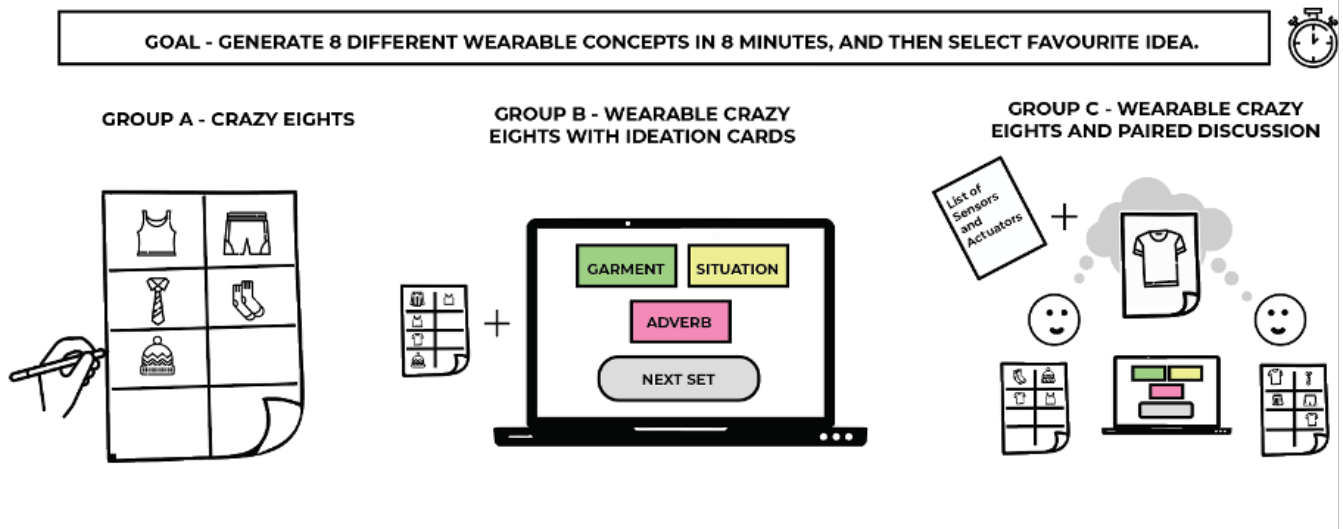 GOAL - GENERATE 8 DIFFERENT WEARABLE CONCEPTS IN 8 MINUTES, AND THEN SELECT FAVOURITE IDEA.
GROUP A - CRAZY EIGHTS
GROUP B - WEARABLE CRAZY
EIGHTS WITH IDEATION CARDS
GARMENT
SITUATION
ADVERB
NEXT SET
GROUP C - WEARABLE CRAZY
EIGHTS AND PAIRED DISCUSSION
List of
Sensors
and
Actuators